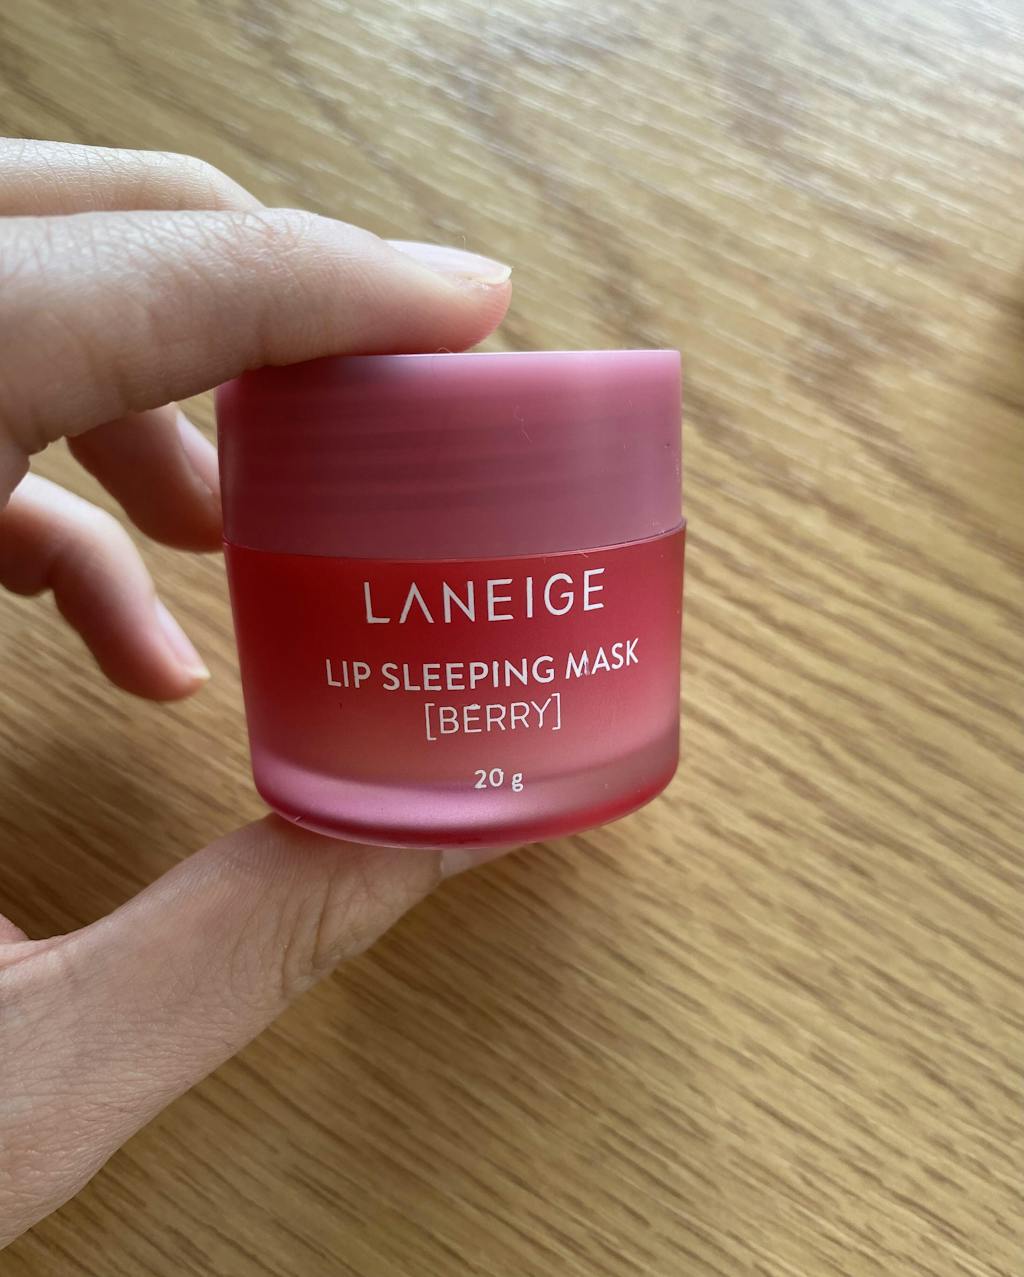 LANEIGE
LIP SLEEPING MASK
[BERRY]
20 g